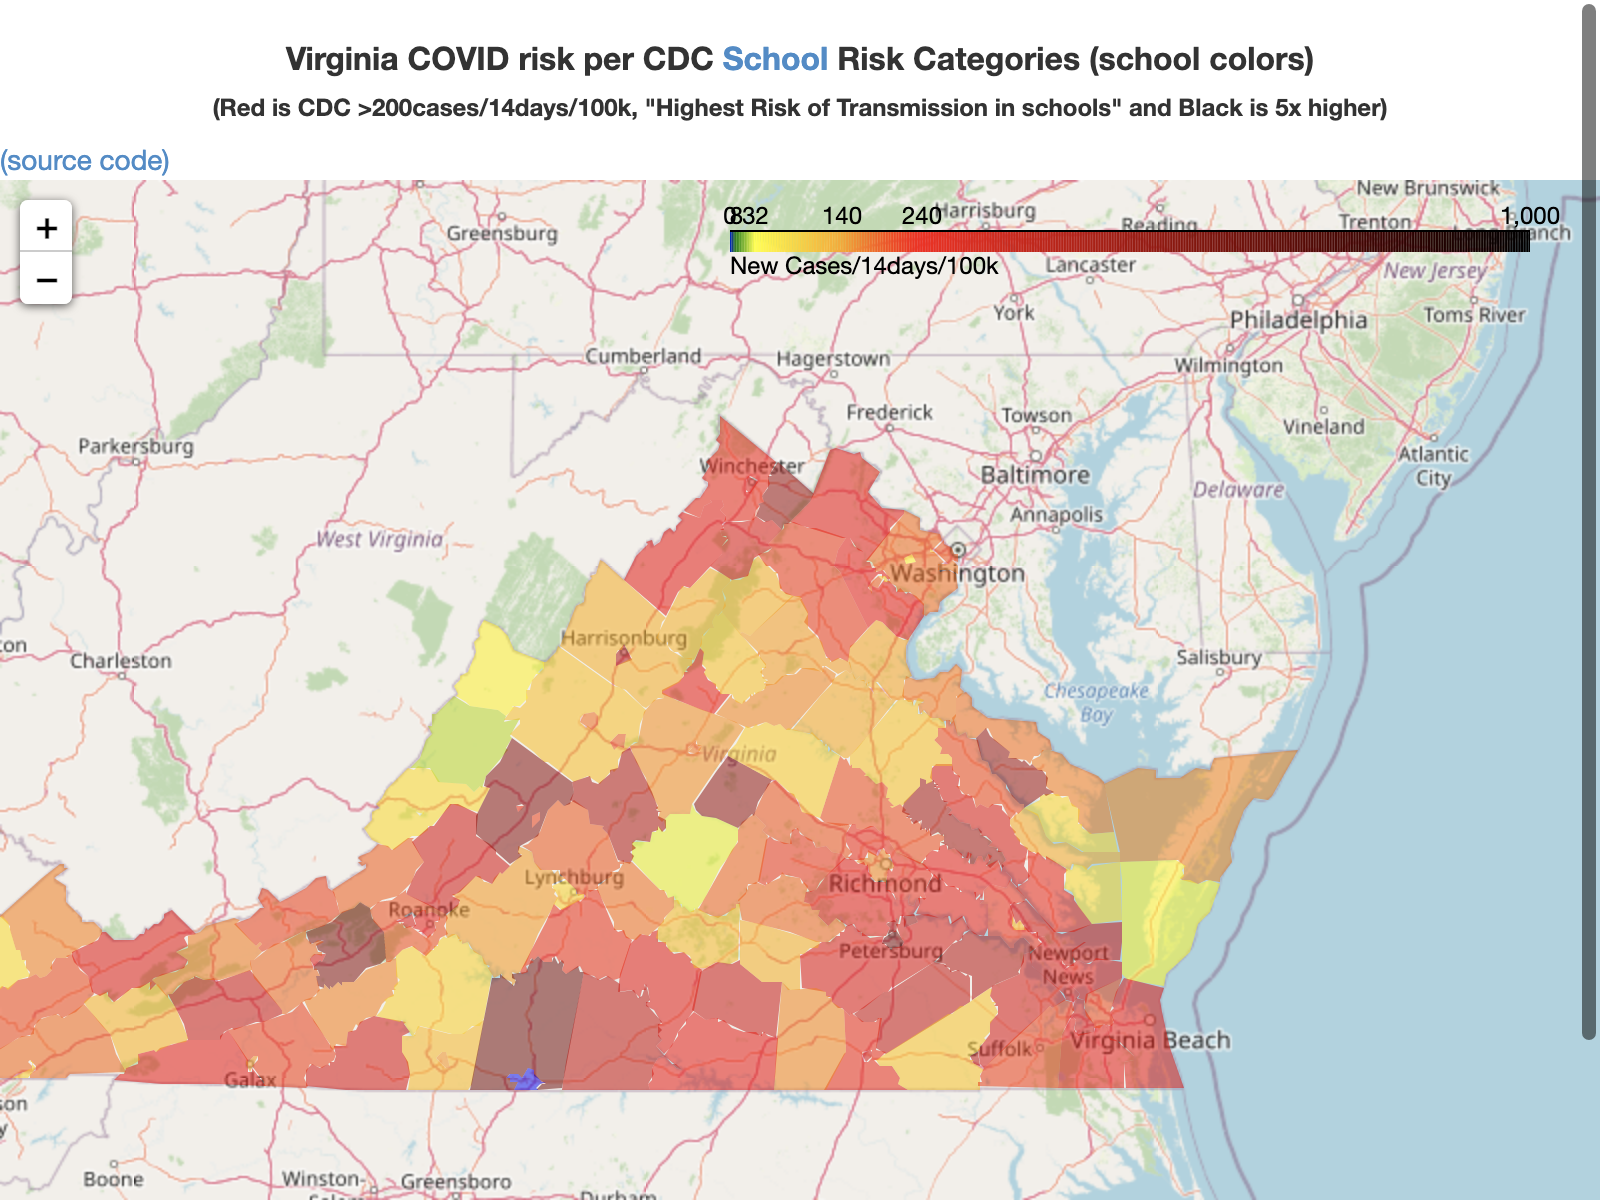 Virginia COVID risk per CDC School Risk Categories (school colors)
(Red is CDC >200cases/14days/100k, "Highest Risk of Transmission in schools" and Black is 5x higher)
(source code)
+
−
0 8 32 140 240 1,000
New Cases/14days/100k
New Brunswick
Harrisburg
Reading
Trenton
Long Branch
Greensburg
Lancaster
New Jersey
York
Philadelphia
Toms River
Cumberland
Hagerstown
Wilmington
Frederick
Towson
Vineland
Parkersburg
Winchester
Baltimore
Atlantic
City
Delaware
Annapolis
West Virginia
Washington
Harrisonburg
Charleston
Salisbury
Chesapeake
Bay
Virginia
Lynchburg
Richmond
Roanoke
Petersburg
Newport
News
Virginia Beach
Suffolk
Galax
Boone
Winston-
Greensboro
Durham